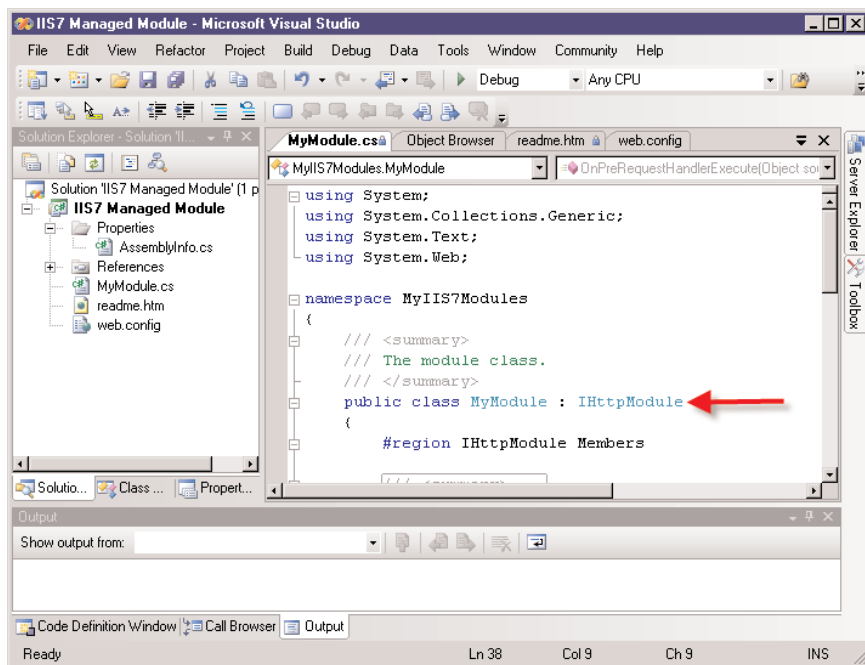 IIS7 Managed Module - Microsoft Visual Studio
File Edit View Refactor Project Build Debug Data Tools Window Community Help
Debug Any CPU
Solution Explorer - Solution 'II...
Solution 'IIS7 Managed Module' (1 p
IIS7 Managed Module
Properties
AssemblyInfo.cs
References
MyModule.cs
readme.htm
web.config
Solutio... Class ... Propert...
MyModule.cs Object Browser readme.htm web.config
MyIIS7Modules.MyModule OnPreRequestHandlerExecute(Object sou
using System;
using System.Collections.Generic;
using System.Text;
using System.Web;
namespace MyIIS7Modules
{
/// <summary>
/// The module class.
/// </summary>
public class MyModule : IHttpModule
{
#region IHttpModule Members
Server Explorer
Toolbox
Output
Show output from:
Code Definition Window Call Browser Output
Ready Ln 38 Col 9 Ch 9 INS